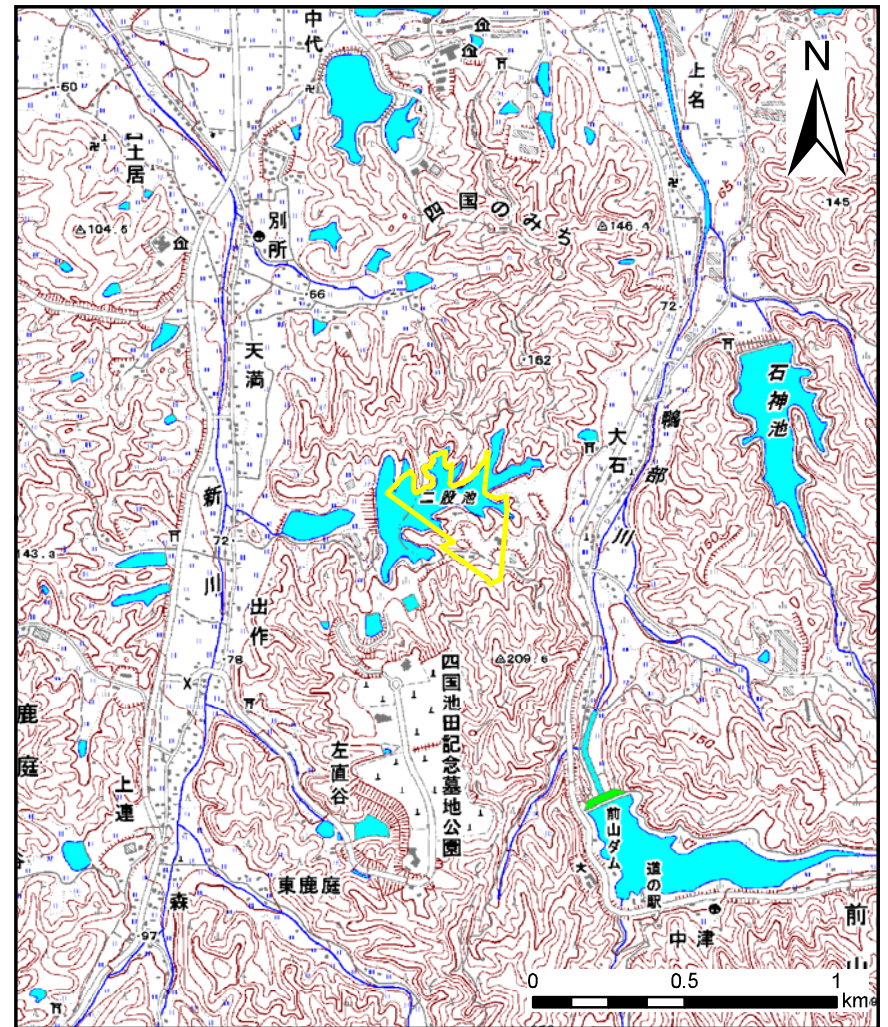 中代
上名
N
60
土居
65
四国のみち
145
104.6
別所
146.4
66
72
天満
162
石神池
大石
鴨部川
二股池
新川
143.3
72
150
出作
78
四国池田記念墓地公園
209.6
鹿庭
左直谷
150
上連
前山ダム
道の駅
東鹿庭
森
中津
前
97
0
0.5
1
km